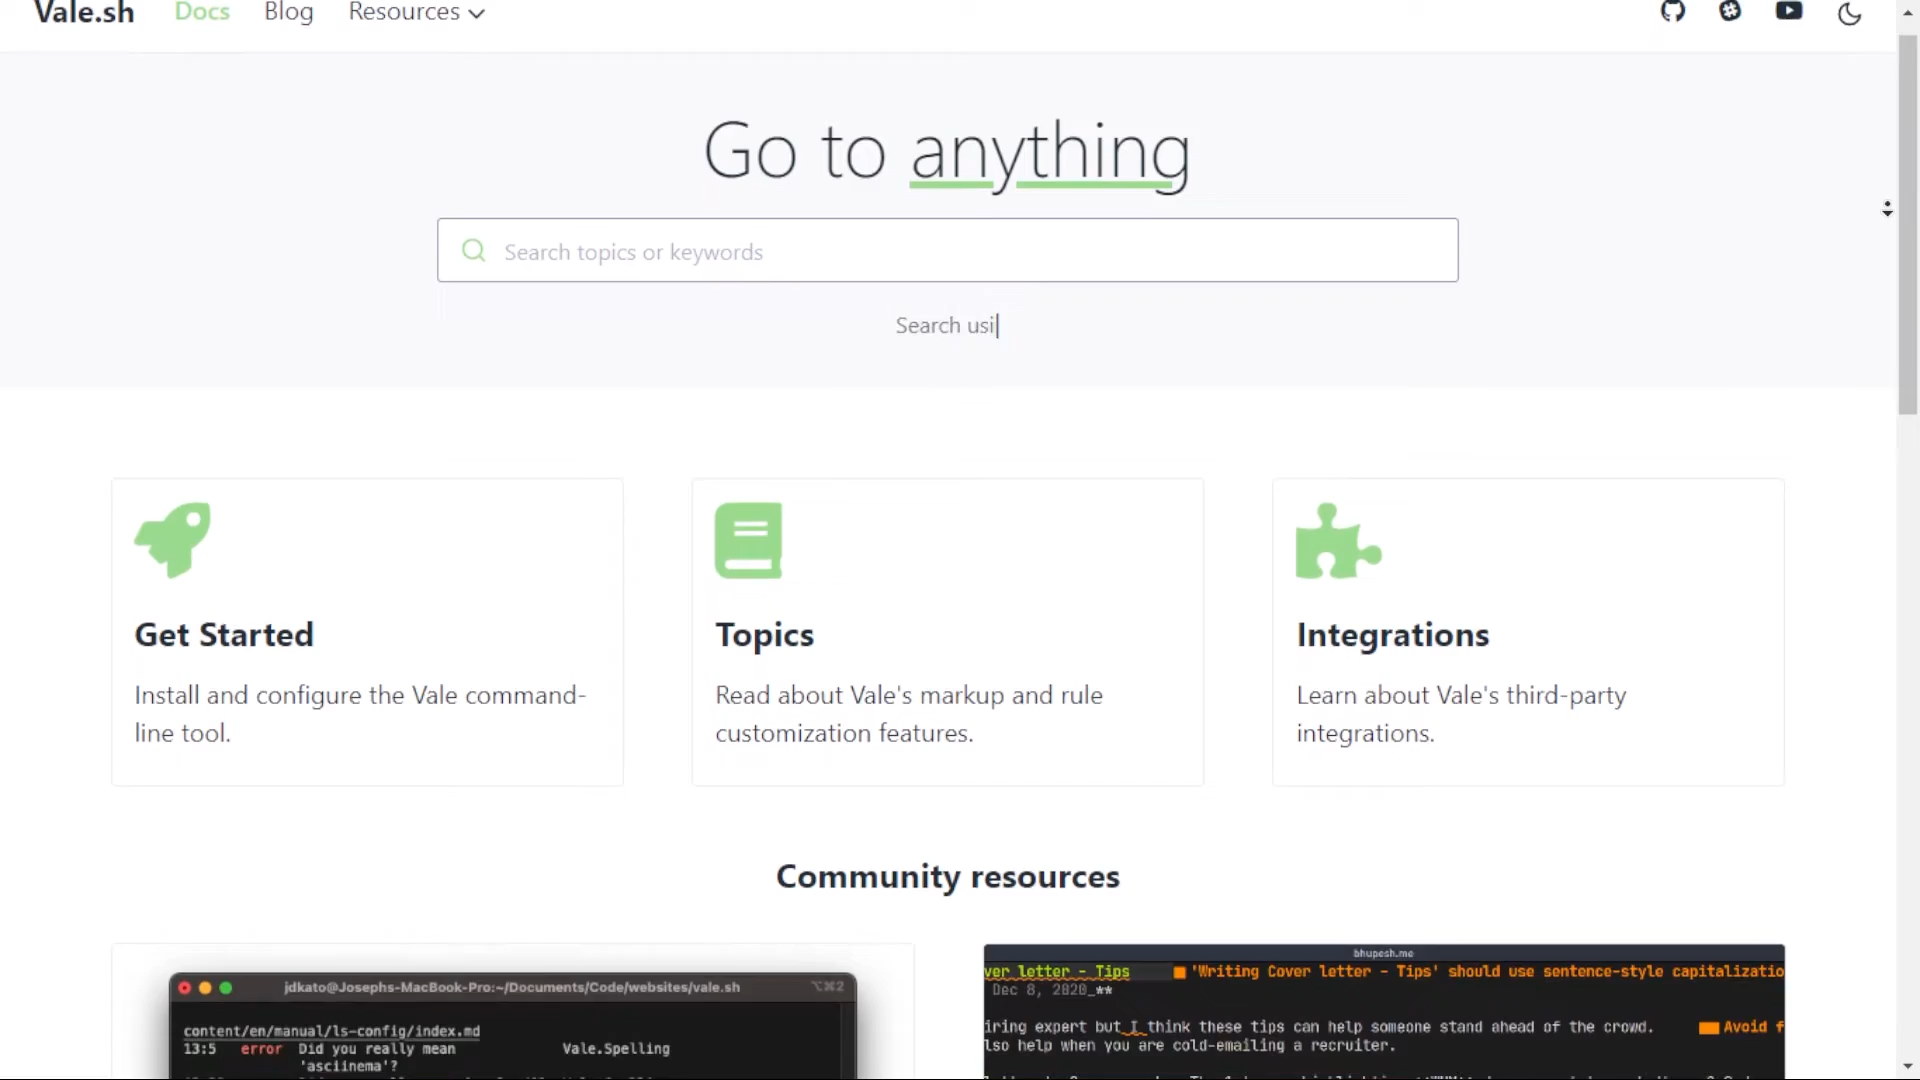 Vale.sh Docs Blog Resources
Go to anything
Search topics or keywords
Search usi
Get Started
Install and configure the Vale command-
line tool.
Topics
Read about Vale's markup and rule
customization features.
Integrations
Learn about Vale's third-party
integrations.
Community resources
jdkato@Josephs-MacBook-Pro:~/Documents/Code/websites/vale.sh ⌥⌘2
content/en/manual/ls-config/index.md
13:5 error Did you really mean Vale.Spelling
'asciinema'?
bhupesh.me
ver letter - Tips 'Writing Cover letter - Tips' should use sentence-style capitalizatio
Dec 8, 2020_**
iring expert but I think these tips can help someone stand ahead of the crowd. Avoid f
lso help when you are cold-emailing a recruiter.